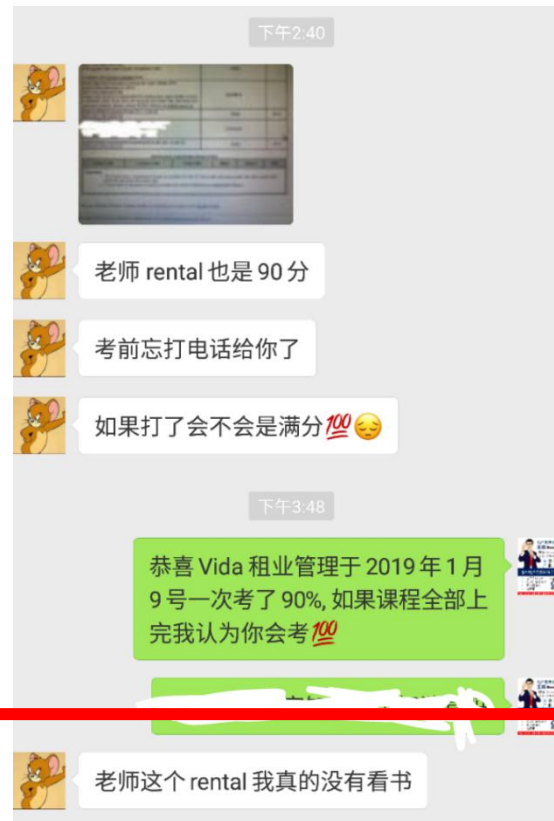 下午2:40
老师 rental 也是 90 分
考前忘打电话给你了
如果打了会不会是满分💯😔
下午3:48
恭喜 Vida 租业管理于 2019 年 1 月
9 号一次考了 90%, 如果课程全部上
完我认为你会考💯
老师这个 rental 我真的没有看书